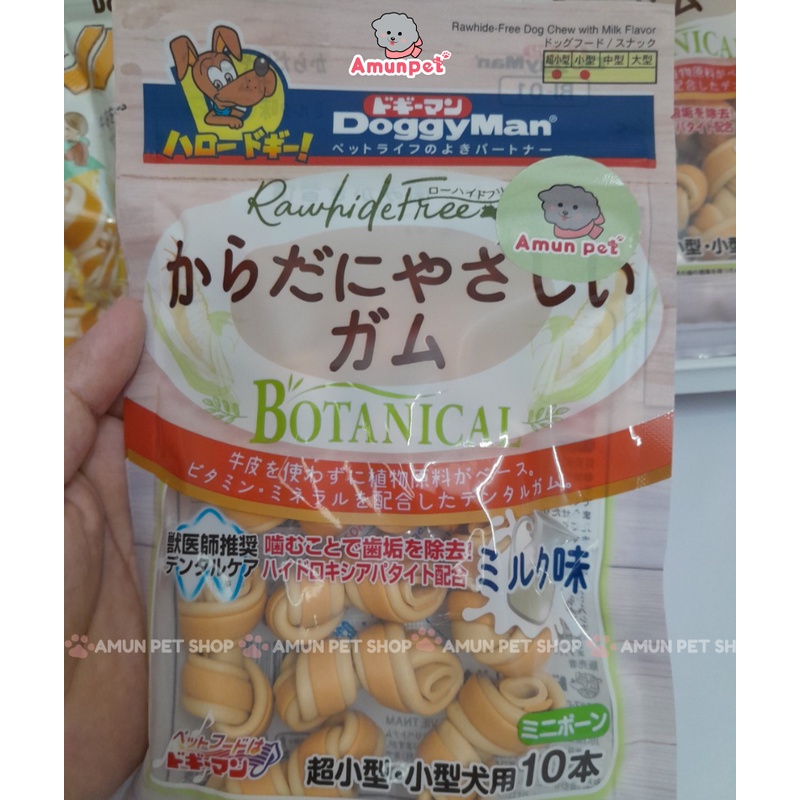 Amunpet
Rawhide-Free Dog Chew with Milk Flavor
ドッグフード / スナック
超小型 小型 中型 大型
ハロードギー!
ドギーマン
DoggyMan®
ペットライフのよきパートナー
RawhideFree
ローハイドフリ
Amun pet
からだにやさしい
ガム
BOTANICAL
牛皮を使わずに植物原料がベース。
ビタミン・ミネラルを配合したデンタルガム。
獣医師推奨
デンタルケア
噛むことで歯垢を除去!
ハイドロキシアパタイト配合
ミルク味
AMUN PET SHOP AMUN PET SHOP AMUN PET SHOP AMUN PET SHOP
ミニボーン
ペットフードは
ドギーマン
超小型・小型犬用10本